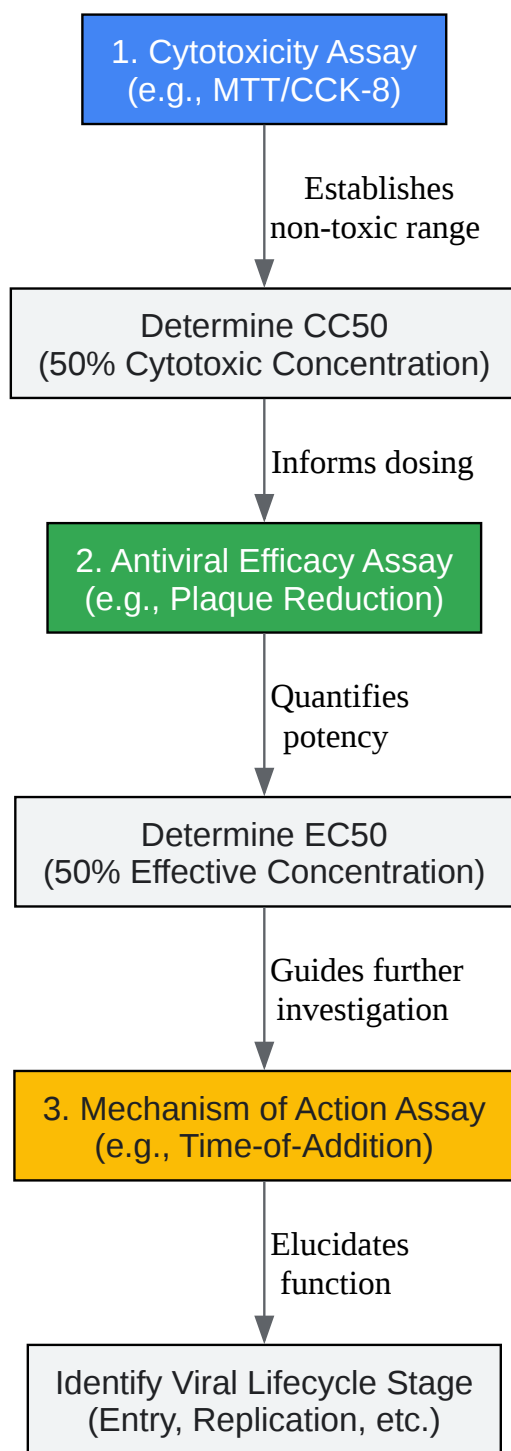 1. Cytotoxicity Assay
(e.g., MTT/CCK-8)
Establishes
non-toxic range
Determine CC50
(50% Cytotoxic Concentration)
Informs dosing
2. Antiviral Efficacy Assay
(e.g., Plaque Reduction)
Quantifies
potency
Determine EC50
(50% Effective Concentration)
Guides further
investigation
3. Mechanism of Action Assay
(e.g., Time-of-Addition)
Elucidates
function
Identify Viral Lifecycle Stage
(Entry, Replication, etc.)